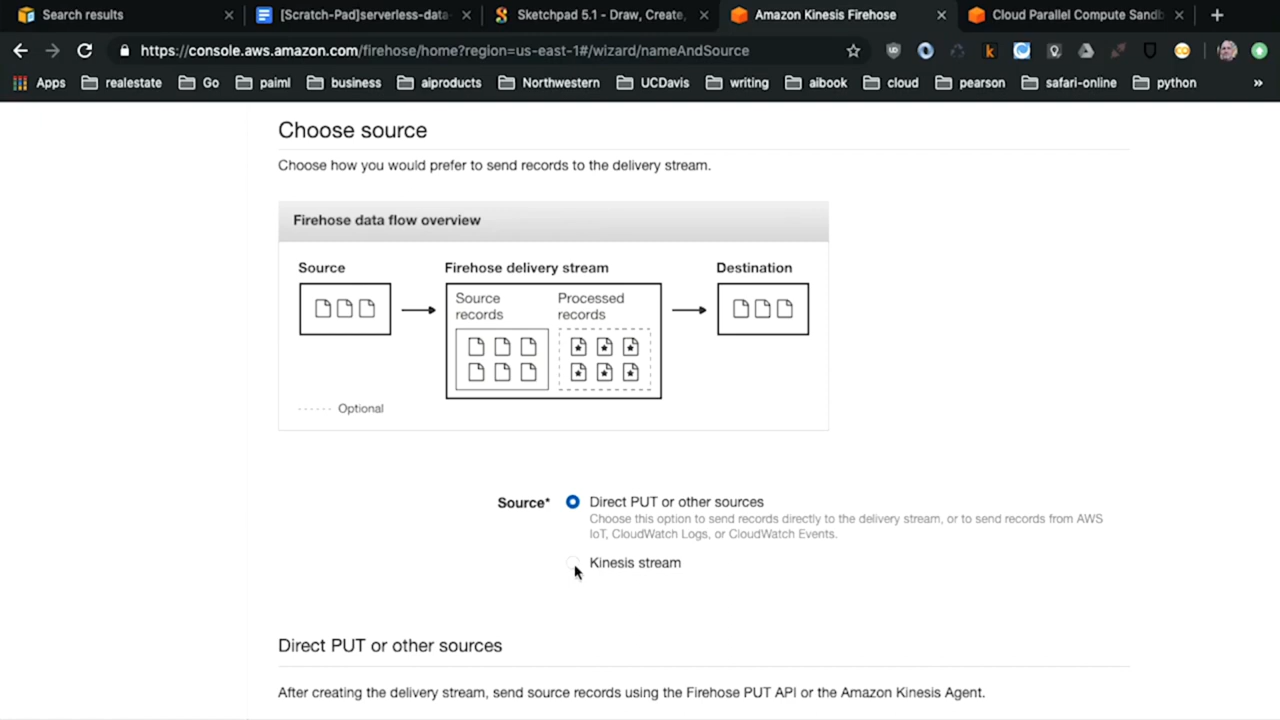 Search results
[Scratch-Pad]serverless-data-
Sketchpad 5.1 - Draw, Create,
Amazon Kinesis Firehose
Cloud Parallel Compute Sandb
https://console.aws.amazon.com/firehose/home?region=us-east-1#/wizard/nameAndSource
Apps
realestate
Go
paiml
business
aiproducts
Northwestern
UCDavis
writing
aibook
cloud
pearson
safari-online
python
»
Choose source
Choose how you would prefer to send records to the delivery stream.
Firehose data flow overview
Source
Firehose delivery stream
Destination
Source
records
Processed
records
Optional
Source*
Direct PUT or other sources
Choose this option to send records directly to the delivery stream, or to send records from AWS
IoT, CloudWatch Logs, or CloudWatch Events.
Kinesis stream
Direct PUT or other sources
After creating the delivery stream, send source records using the Firehose PUT API or the Amazon Kinesis Agent.